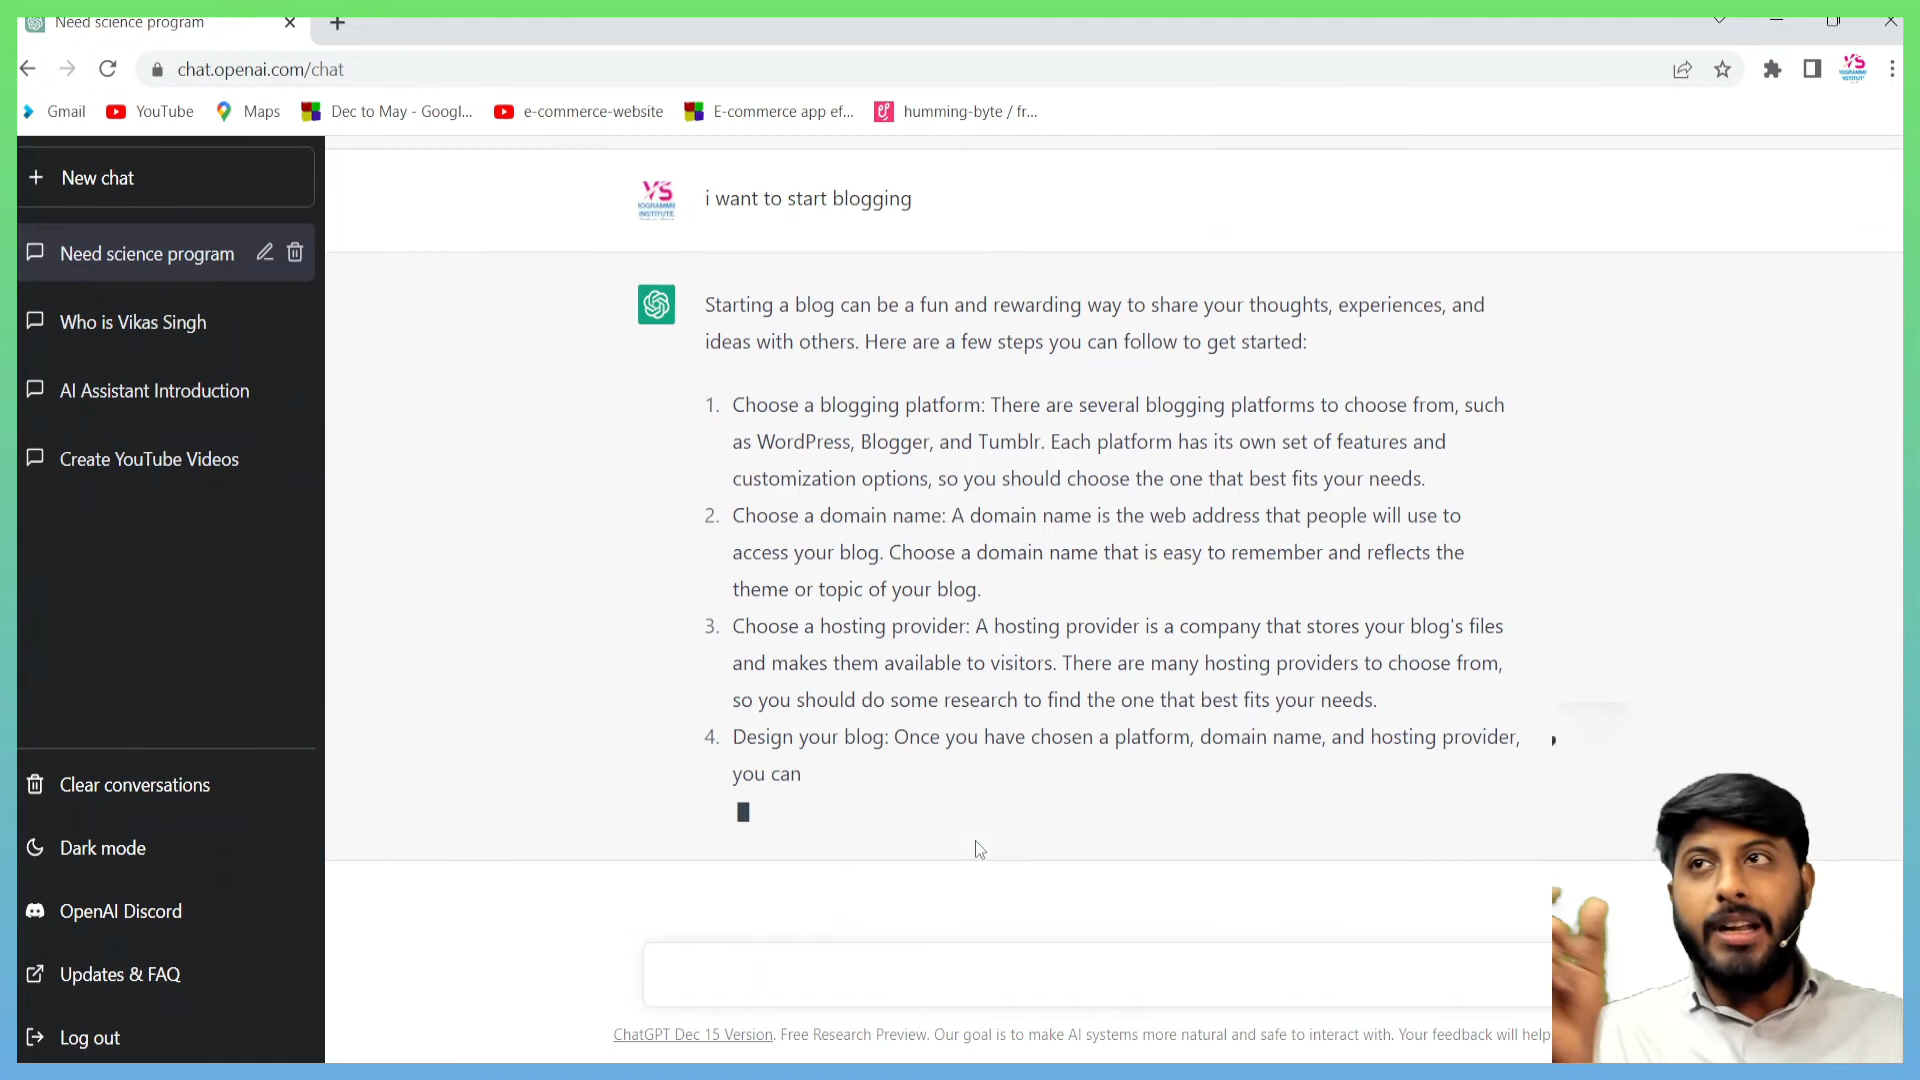 Need science program
chat.openai.com/chat
Gmail
YouTube
Maps
Dec to May - Googl...
e-commerce-website
E-commerce app ef...
humming-byte / fr...
New chat
Need science program
Who is Vikas Singh
AI Assistant Introduction
Create YouTube Videos
Clear conversations
Dark mode
OpenAI Discord
Updates & FAQ
Log out
YS
INSTITUTE
i want to start blogging
Starting a blog can be a fun and rewarding way to share your thoughts, experiences, and
ideas with others. Here are a few steps you can follow to get started:
1. Choose a blogging platform: There are several blogging platforms to choose from, such
as WordPress, Blogger, and Tumblr. Each platform has its own set of features and
customization options, so you should choose the one that best fits your needs.
2. Choose a domain name: A domain name is the web address that people will use to
access your blog. Choose a domain name that is easy to remember and reflects the
theme or topic of your blog.
3. Choose a hosting provider: A hosting provider is a company that stores your blog's files
and makes them available to visitors. There are many hosting providers to choose from,
so you should do some research to find the one that best fits your needs.
4. Design your blog: Once you have chosen a platform, domain name, and hosting provider,
you can
ChatGPT Dec 15 Version. Free Research Preview. Our goal is to make AI systems more natural and safe to interact with. Your feedback will help